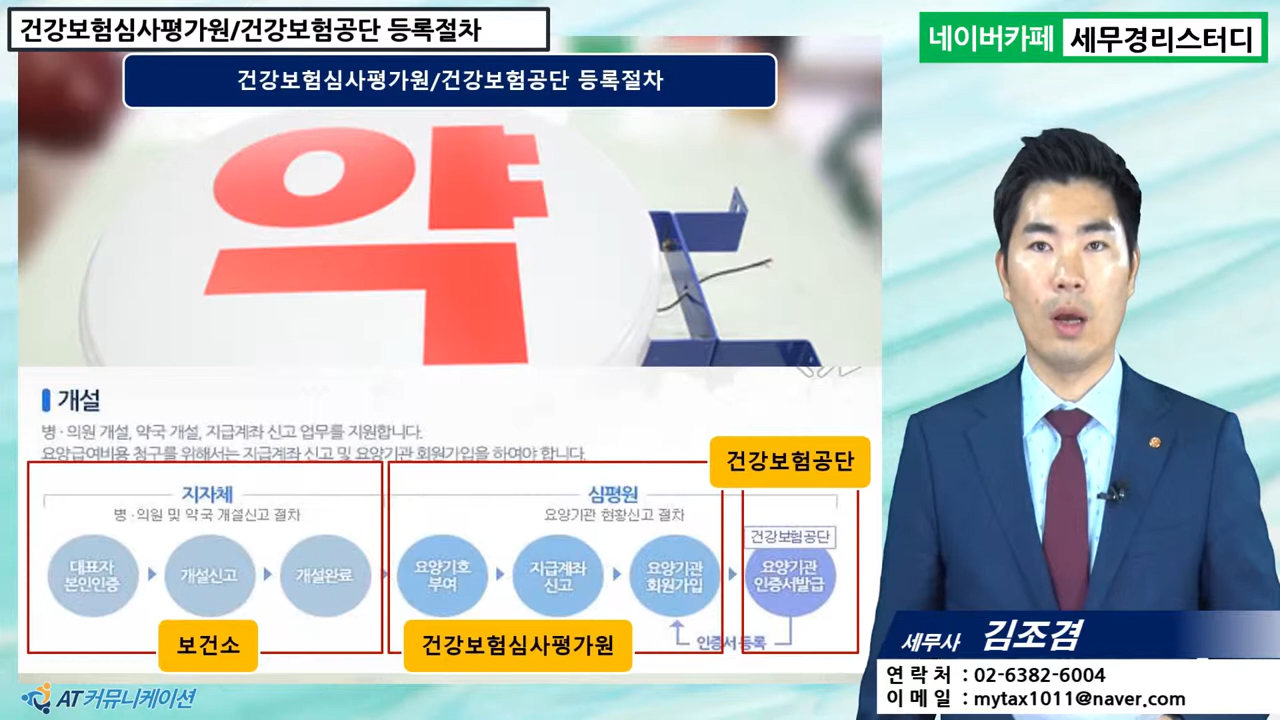 건강보험심사평가원/건강보험공단 등록절차
네이버카페 세무경리스터디
건강보험심사평가원/건강보험공단 등록절차
약
개설
병·의원 개설, 약국 개설, 지급계좌 신고 업무를 지원합니다.
요양급여비용 청구를 위해서는 지급계좌 신고 및 요양기관 회원가입을 하여야 합니다.
건강보험공단
지자체
심평원
병·의원 및 약국 개설신고 절차
요양기관 현황신고 절차
건강보험공단
대표자
본인인증
개설신고
개설완료
요양기호
부여
지급계좌
신고
요양기관
회원가입
요양기관
인증서발급
인증서 등록
보건소
건강보험심사평가원
세무사 김조겸
연 락 처 : 02-6382-6004
이 메 일 : mytax1011@naver.com
AT커뮤니케이션